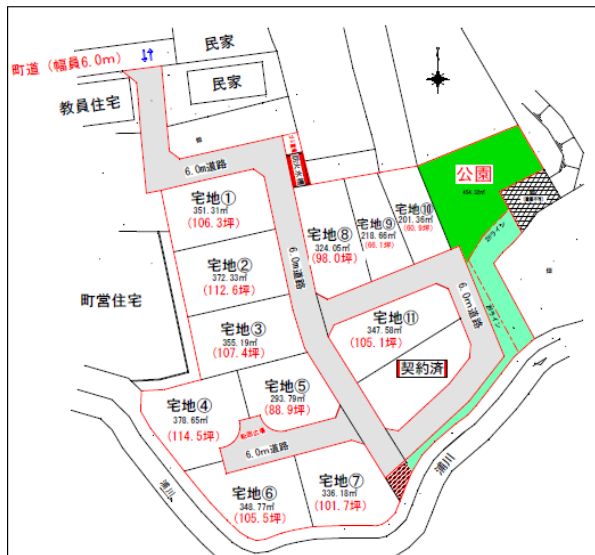 町道（幅員6.0m）
民家
民家
教員住宅
畑
6.0m道路
防火水槽
公園
宅地①
351.31㎡
(106.3坪)
宅地⑧
324.05㎡
(98.0坪)
宅地⑨
218.66㎡
(66.1坪)
宅地⑩
201.36㎡
(60.9坪)
宅地②
372.33㎡
(112.6坪)
6.0m道路
6.0m道路
町営住宅
宅地③
355.19㎡
(107.4坪)
宅地⑪
347.58㎡
(105.1坪)
契約済
宅地④
378.65㎡
(114.5坪)
宅地⑤
293.79㎡
(88.9坪)
6.0m道路
宅地⑥
348.77㎡
(105.5坪)
宅地⑦
336.18㎡
(101.7坪)
浦川
浦川